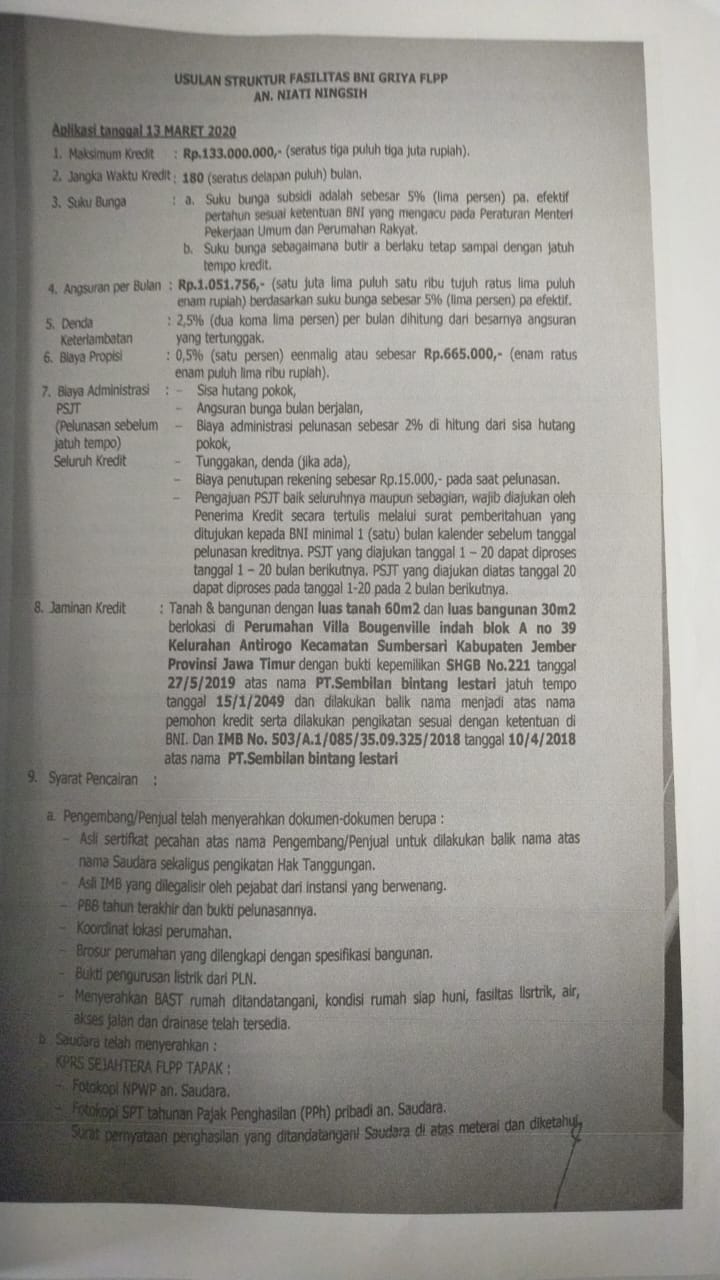 USULAN STRUKTUR FASILITAS BNI GRIYA FLPP
AN. NIATI NINGSIH
Aplikasi tanggal 13 MARET 2020
1. Maksimum Kredit : Rp.133.000.000,- (seratus tiga puluh tiga juta rupiah).
2. Jangka Waktu Kredit : 180 (seratus delapan puluh) bulan.
3. Suku Bunga : a. Suku bunga subsidi adalah sebesar 5% (lima persen) pa. efektif
pertahun sesuai ketentuan BNI yang mengacu pada Peraturan Menteri
Pekerjaan Umum dan Perumahan Rakyat.
b. Suku bunga sebagaimana butir a berlaku tetap sampai dengan jatuh
tempo kredit.
4. Angsuran per Bulan : Rp.1.051.756,- (satu juta lima puluh satu ribu tujuh ratus lima puluh
enam rupiah) berdasarkan suku bunga sebesar 5% (lima persen) pa efektif.
5. Denda : 2,5% (dua koma lima persen) per bulan dihitung dari besarnya angsuran
Keterlambatan yang tertunggak.
6. Biaya Propisi : 0,5% (satu persen) eenmalig atau sebesar Rp.665.000,- (enam ratus
enam puluh lima ribu rupiah).
7. Biaya Administrasi : – Sisa hutang pokok,
PSJT – Angsuran bunga bulan berjalan,
(Pelunasan sebelum – Biaya administrasi pelunasan sebesar 2% di hitung dari sisa hutang
jatuh tempo) pokok,
Seluruh Kredit – Tunggakan, denda (jika ada),
– Biaya penutupan rekening sebesar Rp.15.000,- pada saat pelunasan.
– Pengajuan PSJT baik seluruhnya maupun sebagian, wajib diajukan oleh
Penerima Kredit secara tertulis melalui surat pemberitahuan yang
ditujukan kepada BNI minimal 1 (satu) bulan kalender sebelum tanggal
pelunasan kreditnya. PSJT yang diajukan tanggal 1 – 20 dapat diproses
tanggal 1 – 20 bulan berikutnya. PSJT yang diajukan diatas tanggal 20
dapat diproses pada tanggal 1-20 pada 2 bulan berikutnya.
8. Jaminan Kredit : Tanah & bangunan dengan luas tanah 60m2 dan luas bangunan 30m2
berlokasi di Perumahan Villa Bougenville indah blok A no 39
Kelurahan Antirogo Kecamatan Sumbersari Kabupaten Jember
Provinsi Jawa Timur dengan bukti kepemilikan SHGB No.221 tanggal
27/5/2019 atas nama PT.Sembilan bintang lestari jatuh tempo
tanggal 15/1/2049 dan dilakukan balik nama menjadi atas nama
pemohon kredit serta dilakukan pengikatan sesuai dengan ketentuan di
BNI. Dan IMB No. 503/A.1/085/35.09.325/2018 tanggal 10/4/2018
atas nama PT.Sembilan bintang lestari
9. Syarat Pencairan :
a. Pengembang/Penjual telah menyerahkan dokumen-dokumen berupa :
– Asli sertifkat pecahan atas nama Pengembang/Penjual untuk dilakukan balik nama atas
nama Saudara sekaligus pengikatan Hak Tanggungan.
– Asli IMB yang dilegalisir oleh pejabat dari instansi yang berwenang.
– PBB tahun terakhir dan bukti pelunasannya.
– Koordinat lokasi perumahan.
– Brosur perumahan yang dilengkapi dengan spesifikasi bangunan.
– Bukti pengurusan listrik dari PLN.
– Menyerahkan BAST rumah ditandatangani, kondisi rumah siap huni, fasiltas lisrtrik, air,
akses jalan dan drainase telah tersedia.
b. Saudara telah menyerahkan :
KPRS SEJAHTERA FLPP TAPAK :
– Fotokopi NPWP an. Saudara.
– Fotokopi SPT tahunan Pajak Penghasilan (PPh) pribadi an. Saudara.
Surat pernyataan penghasilan yang ditandatangani Saudara di atas meterai dan diketahui